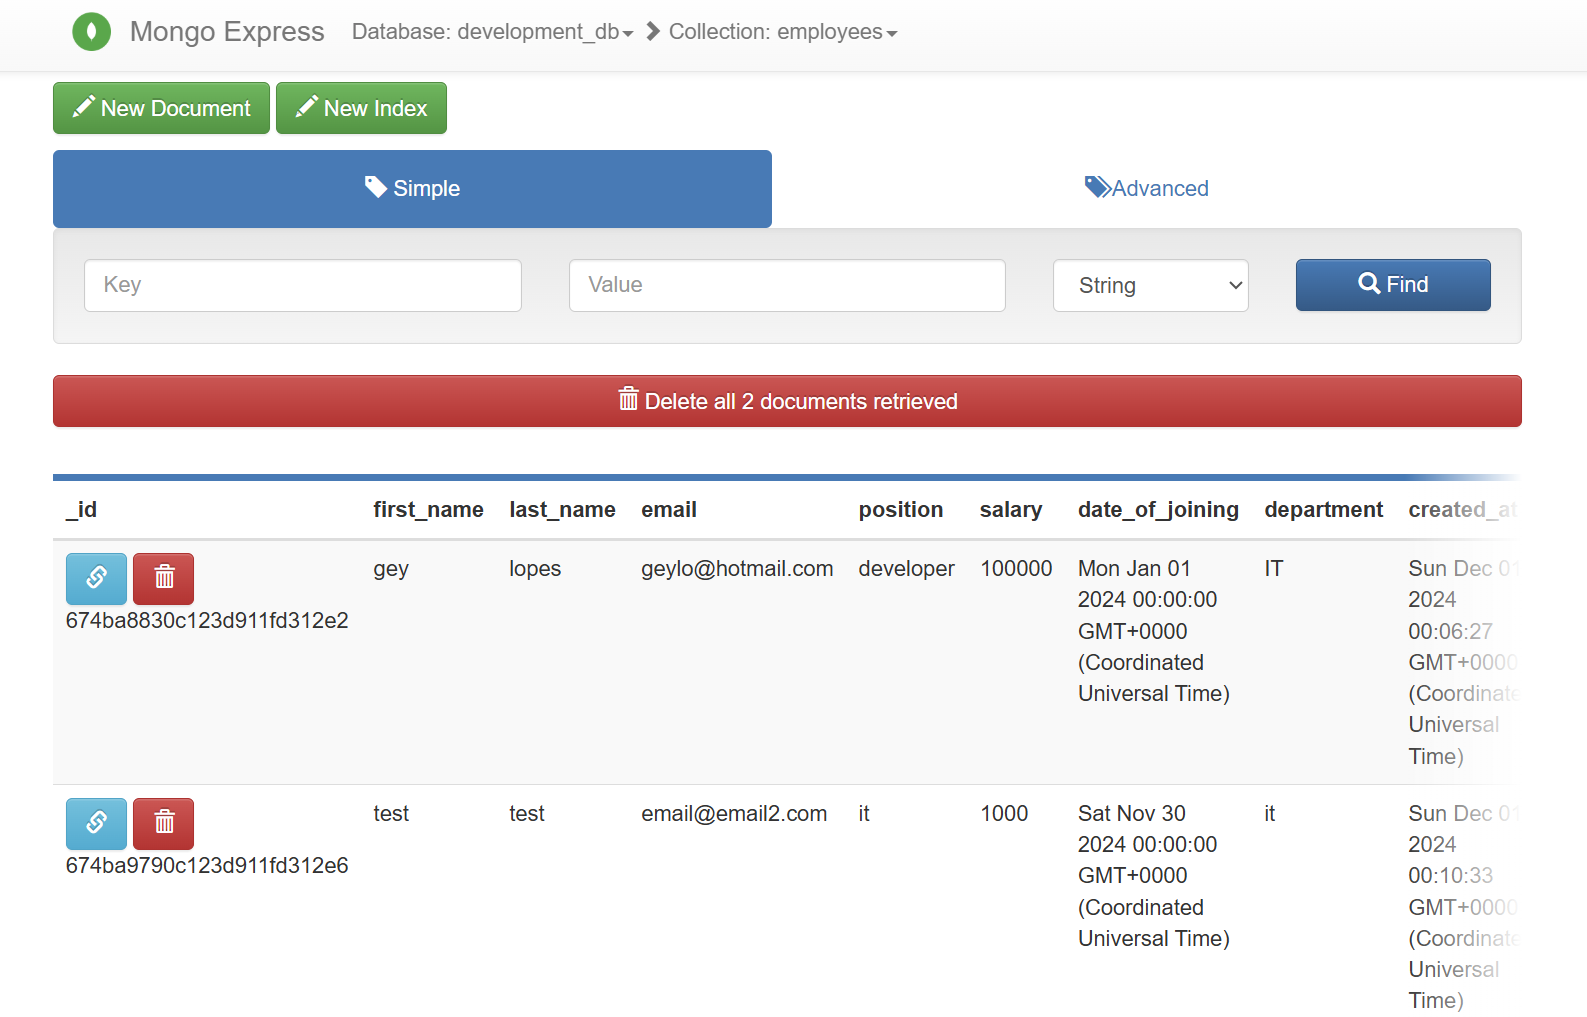 Mongo Express Database: development_db Collection: employees
New Document New Index
Simple Advanced
Key Value String Find
Delete all 2 documents retrieved
_id first_name last_name email position salary date_of_joining department created_at
gey lopes geylo@hotmail.com developer 100000 Mon Jan 01 IT Sun Dec 01
2024 00:00:00 2024
674ba8830c123d911fd312e2 GMT+0000 00:06:27
(Coordinated GMT+0000
Universal Time) (Coordinate
Universal
Time)
test test email@email2.com it 1000 Sat Nov 30 it Sun Dec 01
2024 00:00:00 2024
674ba9790c123d911fd312e6 GMT+0000 00:10:33
(Coordinated GMT+0000
Universal Time) (Coordinate
Universal
Time)